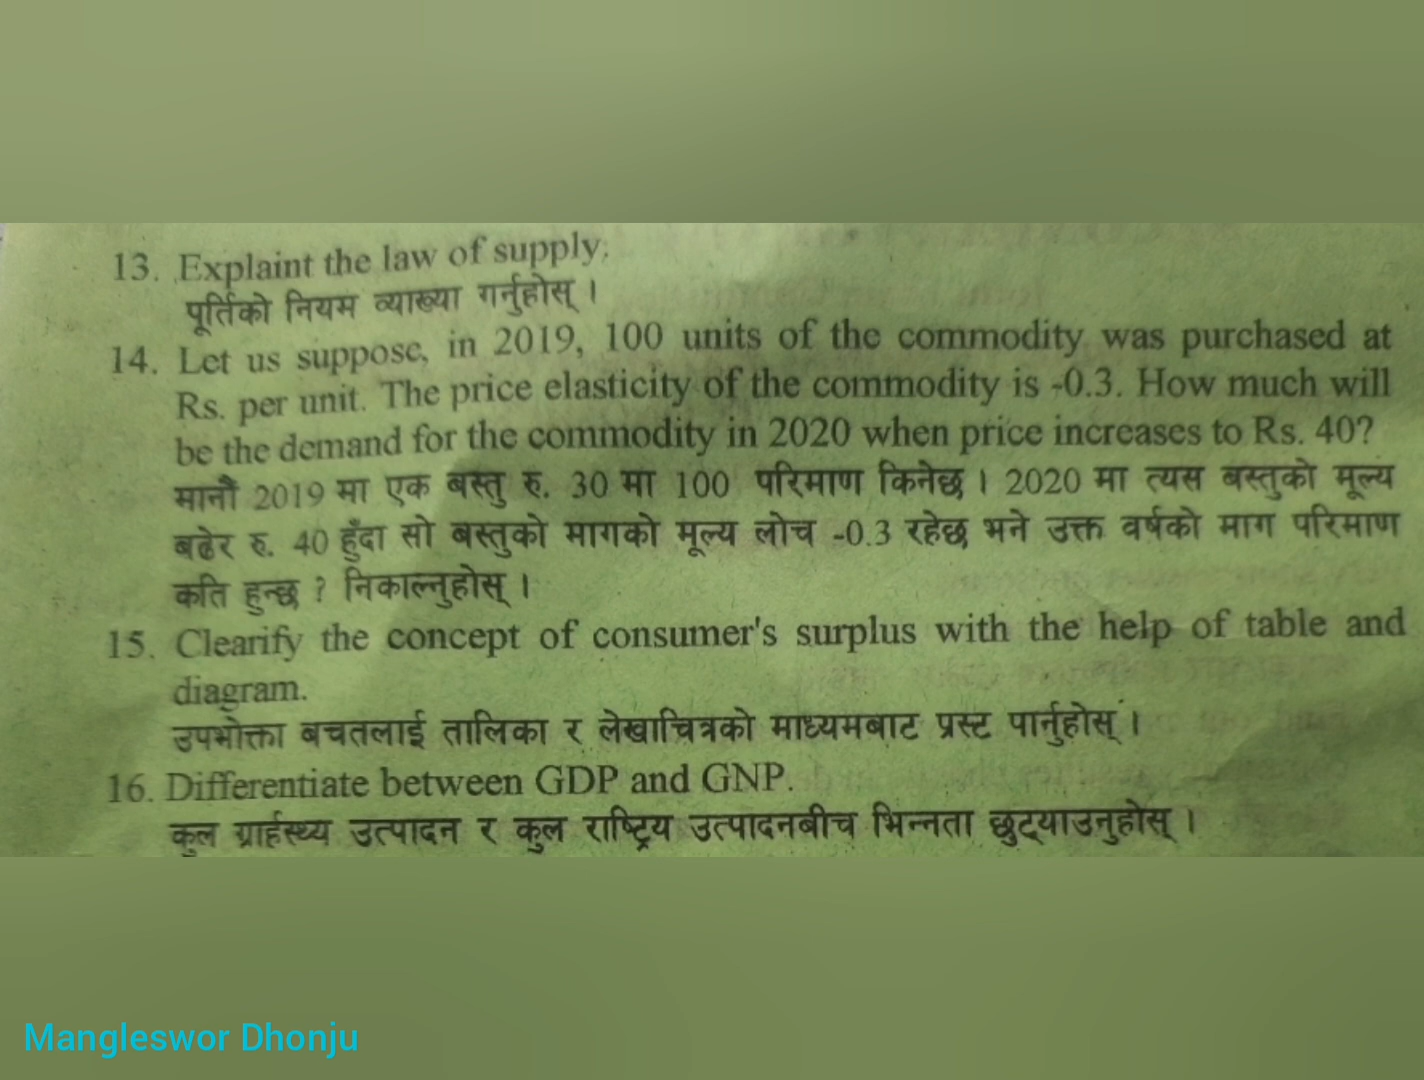 13. Explaint the law of supply.
पूर्तिको नियम व्याख्या गर्नुहोस् ।
14. Let us suppose, in 2019, 100 units of the commodity was purchased at
Rs. per unit. The price elasticity of the commodity is -0.3. How much will
be the demand for the commodity in 2020 when price increases to Rs. 40?
मानौं 2019 मा एक बस्तु रु. 30 मा 100 परिमाण किनेछ । 2020 मा त्यस बस्तुको मूल्य
बढेर रु. 40 हुँदा सो बस्तुको मागको मूल्य लोच -0.3 रहेछ भने उक्त वर्षको माग परिमाण
कति हुन्छ ? निकाल्नुहोस् ।
15. Clearify the concept of consumer's surplus with the help of table and
diagram.
उपभोक्ता बचतलाई तालिका र लेखाचित्रको माध्यमबाट प्रस्ट पार्नुहोस् ।
16. Differentiate between GDP and GNP.
कुल ग्रार्हस्थ्य उत्पादन र कुल राष्ट्रिय उत्पादनबीच भिन्नता छुट्याउनुहोस् ।
Mangleswor Dhonju